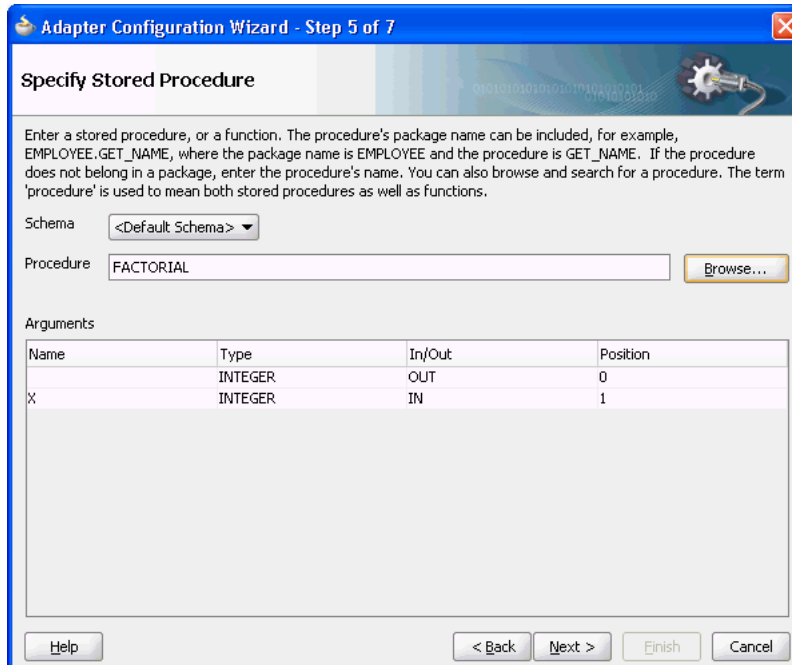 Adapter Configuration Wizard - Step 5 of 7
Specify Stored Procedure
Enter a stored procedure, or a function. The procedure's package name can be included, for example,
EMPLOYEE.GET_NAME, where the package name is EMPLOYEE and the procedure is GET_NAME. If the procedure
does not belong in a package, enter the procedure's name. You can also browse and search for a procedure. The term
'procedure' is used to mean both stored procedures as well as functions.
Schema <Default Schema>
Procedure FACTORIAL Browse...
Arguments
Name Type In/Out Position
INTEGER OUT 0
X INTEGER IN 1
Help < Back Next > Finish Cancel